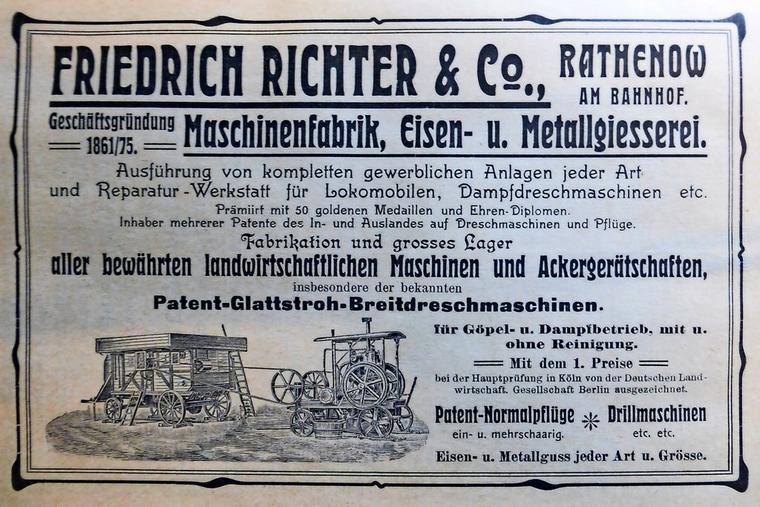 FRIEDRICH RICHTER & Co.,
RATHENOW
AM BAHNHOF.
Geschäftsgründung
1861/75.
Maschinenfabrik, Eisen- u. Metallgiesserei.
Ausführung von kompletten gewerblichen Anlagen jeder Art
und Reparatur-Werkstatt für Lokomobilen, Dampfdreschmaschinen etc.
Prämiirt mit 50 goldenen Medaillen und Ehren-Diplomen.
Inhaber mehrerer Patente des In- und Auslandes auf Dreschmaschinen und Pflüge.
Fabrikation und grosses Lager
aller bewährten landwirtschaftlichen Maschinen und Ackergerätschaften,
insbesondere der bekannten
Patent-Glattstroh-Breitdreschmaschinen.
für Göpel- u. Dampfbetrieb, mit u.
ohne Reinigung.
Mit dem 1. Preise
bei der Hauptprüfung in Köln von der Deutschen Land-
wirtschaft. Gesellschaft Berlin ausgezeichnet.
Patent-Normalpflüge
ein- u. mehrschaarig.
Drillmaschinen
etc. etc.
Eisen- u. Metallguss jeder Art u. Grösse.